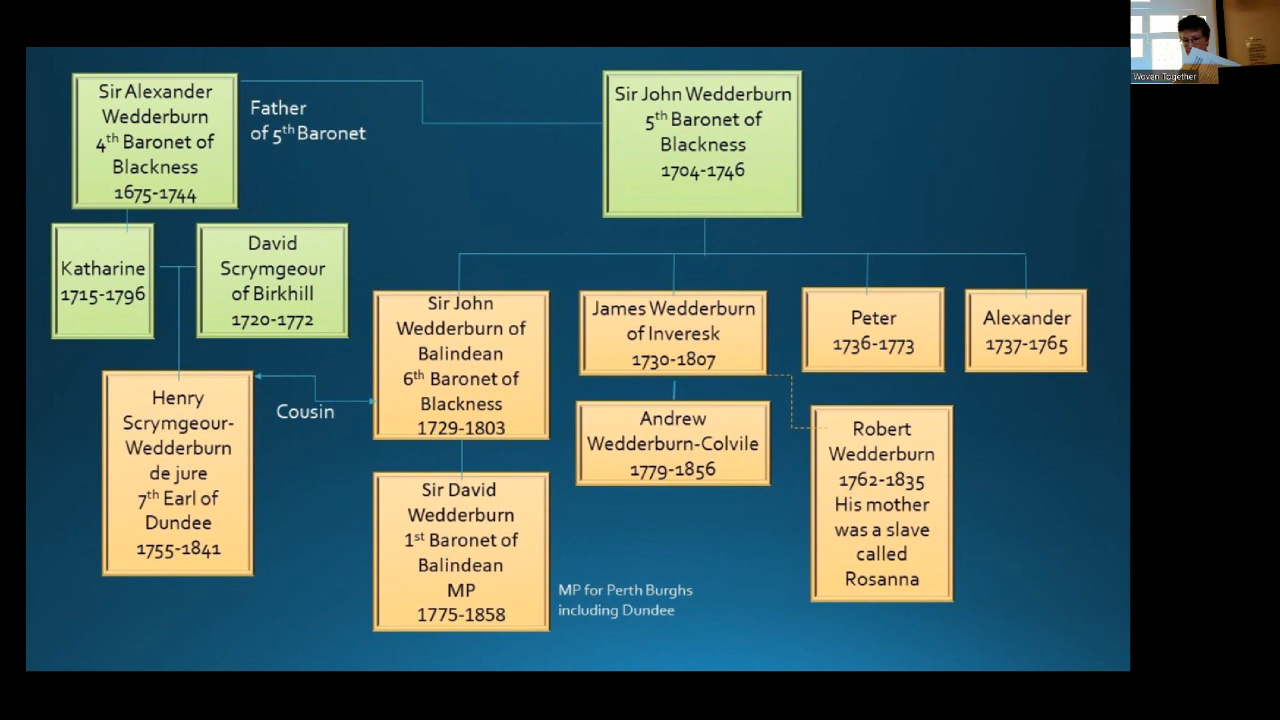 Sir Alexander
Wedderburn
4th Baronet of
Blackness
1675-1744
Father
of 5th Baronet
Sir John Wedderburn
5th Baronet of
Blackness
1704-1746
Katharine
1715-1796
David
Scrymgeour
of Birkhill
1720-1772
Sir John
Wedderburn of
Balindean
6th Baronet of
Blackness
1729-1803
James Wedderburn
of Inveresk
1730-1807
Peter
1736-1773
Alexander
1737-1765
Henry
Scrymgeour-
Wedderburn
de jure
7th Earl of
Dundee
1755-1841
Cousin
Andrew
Wedderburn-Colvile
1779-1856
Robert
Wedderburn
1762-1835
His mother
was a slave
called
Rosanna
Sir David
Wedderburn
1st Baronet of
Balindean
MP
1775-1858
MP for Perth Burghs
including Dundee
Woven Together